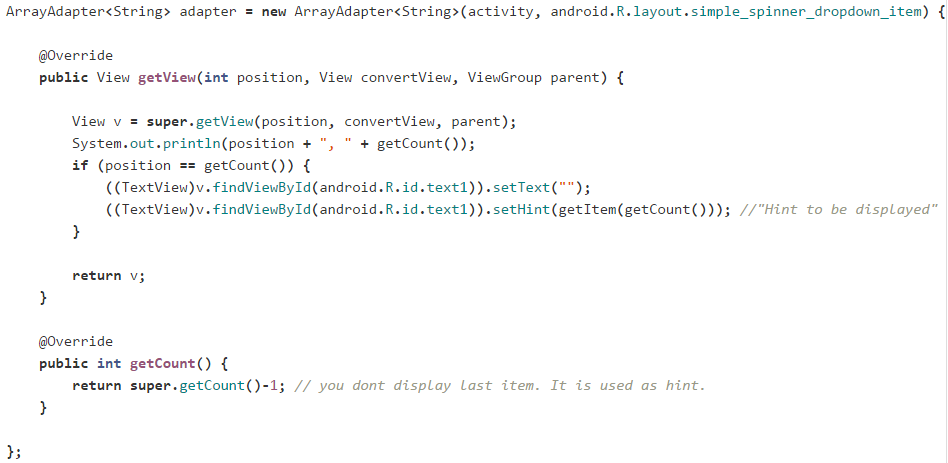 ArrayAdapter<String> adapter = new ArrayAdapter<String>(activity, android.R.layout.simple_spinner_dropdown_item) {
@Override
public View getView(int position, View convertView, ViewGroup parent) {
View v = super.getView(position, convertView, parent);
System.out.println(position + ", " + getCount());
if (position == getCount()) {
((TextView)v.findViewById(android.R.id.text1)).setText("");
((TextView)v.findViewById(android.R.id.text1)).setHint(getItem(getCount())); //"Hint to be displayed"
}
return v;
}
@Override
public int getCount() {
return super.getCount()-1; // you dont display last item. It is used as hint.
}
};